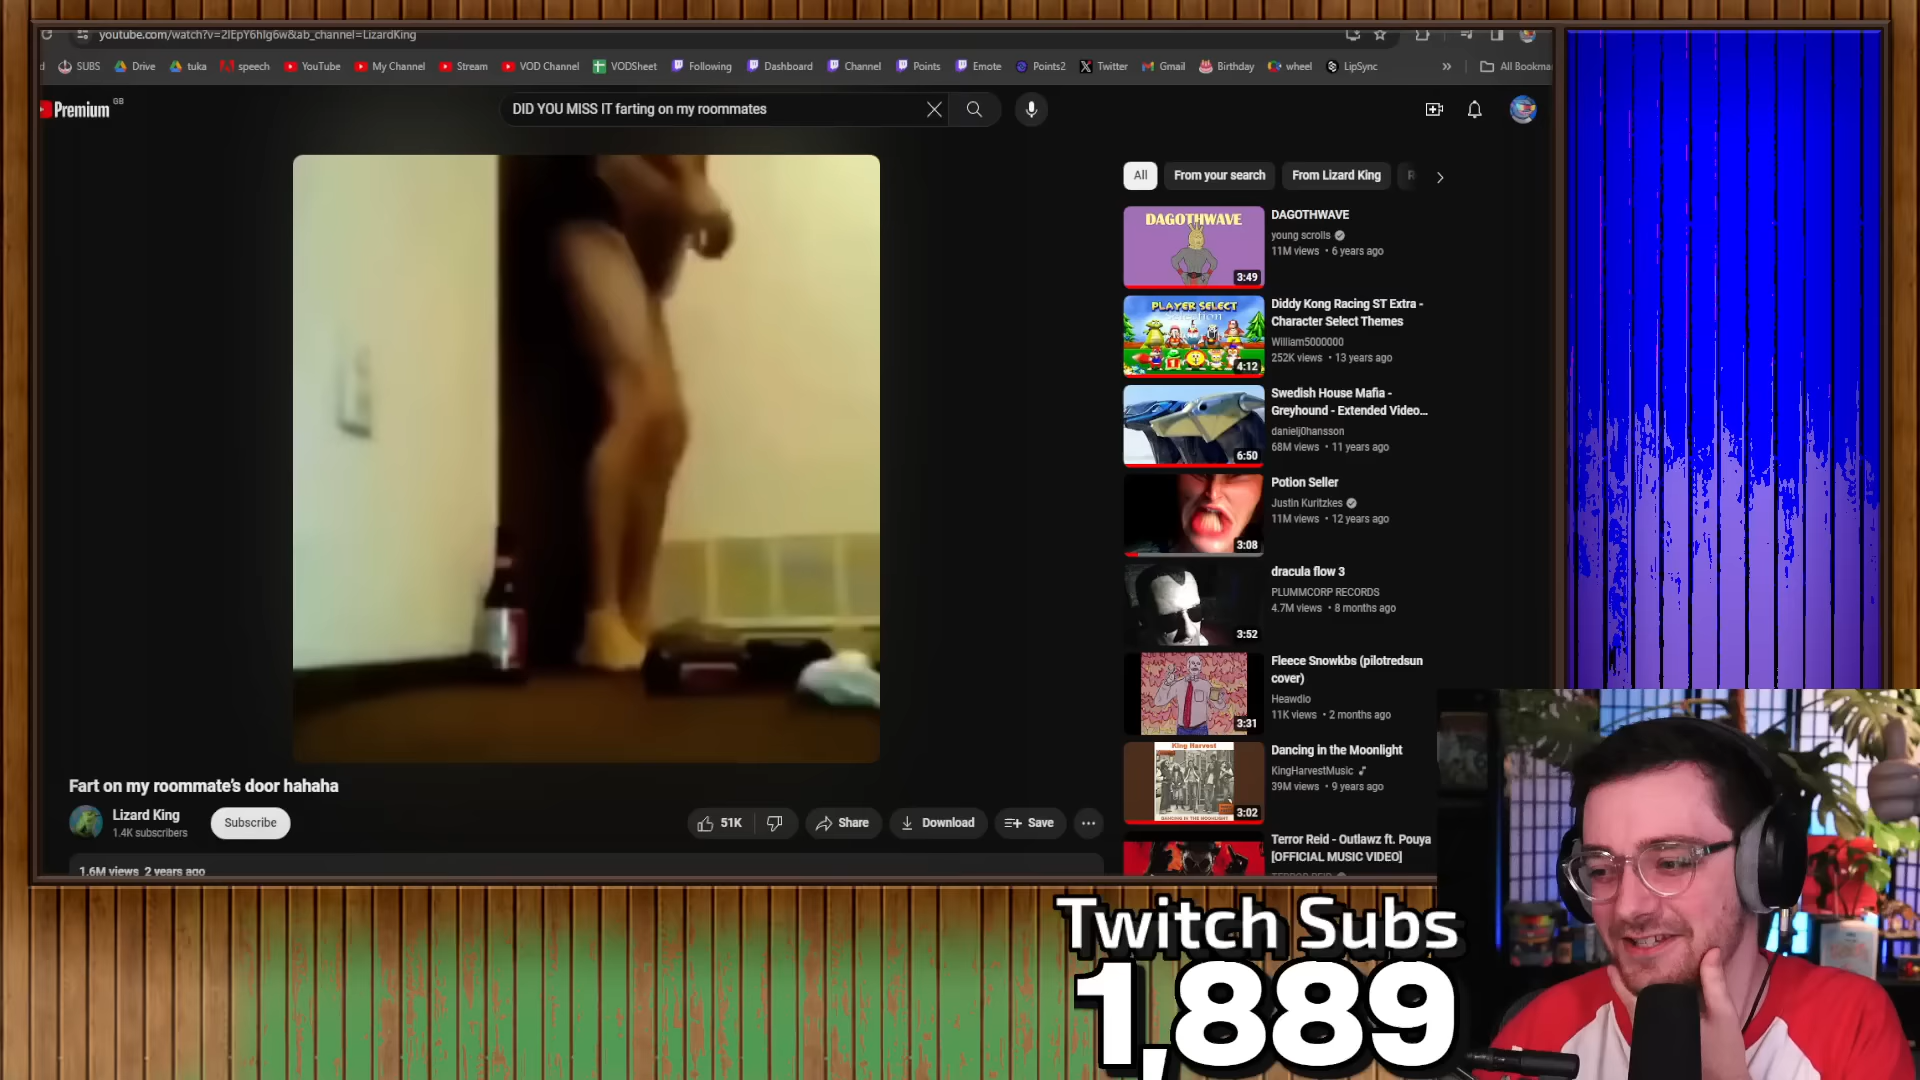 youtube.com/watch?v=2IEpY6hIg6w&ab_channel=LizardKing
SUBS Drive tuka speech YouTube My Channel Stream VOD Channel VODSheet Following Dashboard Channel Points Emote Points2 Twitter Gmail Birthday wheel LipSync » All Bookma
Premium GB
DID YOU MISS IT farting on my roommates
All From your search From Lizard King R
DAGOTHWAVE
3:49
DAGOTHWAVE
young scrolls
11M views • 6 years ago
PLAYER SELECT
4:12
Diddy Kong Racing ST Extra -
Character Select Themes
William5000000
252K views • 13 years ago
6:50
Swedish House Mafia -
Greyhound - Extended Video...
danielj0hansson
68M views • 11 years ago
3:08
Potion Seller
Justin Kuritzkes
11M views • 12 years ago
3:52
dracula flow 3
PLUMMCORP RECORDS
4.7M views • 8 months ago
3:31
Fleece Snowkbs (pilotredsun
cover)
Heawdio
11K views • 2 months ago
King Harvest
DANCING IN THE MOONLIGHT
3:02
Dancing in the Moonlight
KingHarvestMusic
39M views • 9 years ago
Terror Reid - Outlawz ft. Pouya
[OFFICIAL MUSIC VIDEO]
TERROR REID
Fart on my roommate's door hahaha
Lizard King
1.4K subscribers
Subscribe
51K Share Download Save ...
1.6M views 2 years ago
Twitch Subs
1,889